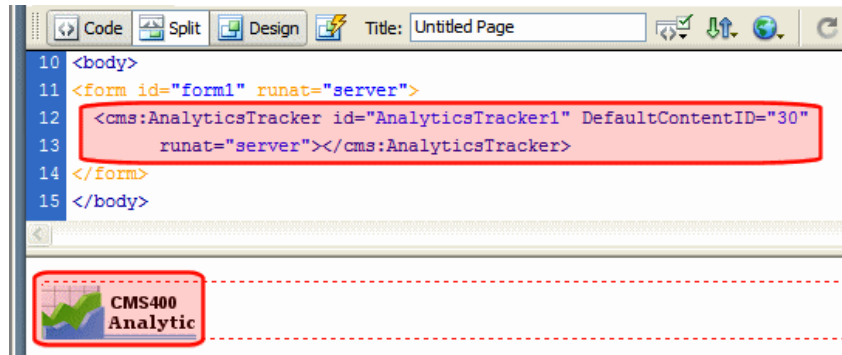 Code Split Design Title: Untitled Page
10 <body>
11 <form id="form1" runat="server">
12 <cms:AnalyticsTracker id="AnalyticsTracker1" DefaultContentID="30"
13 runat="server"></cms:AnalyticsTracker>
14 </form>
15 </body>
CMS400
Analytic